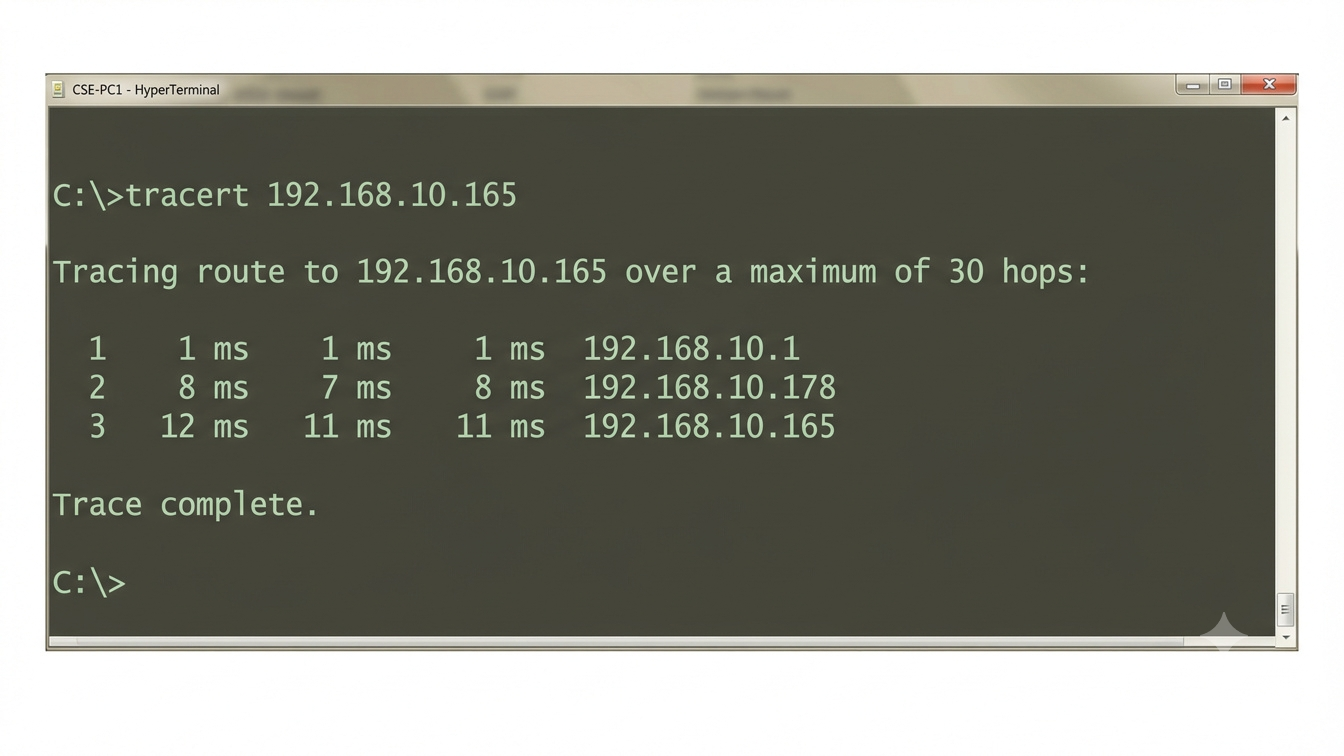 CSE-PC1 - HyperTerminal
C:\>tracert 192.168.10.165
Tracing route to 192.168.10.165 over a maximum of 30 hops:
1 1 ms 1 ms 1 ms 192.168.10.1
2 8 ms 7 ms 8 ms 192.168.10.178
3 12 ms 11 ms 11 ms 192.168.10.165
Trace complete.
C:\>